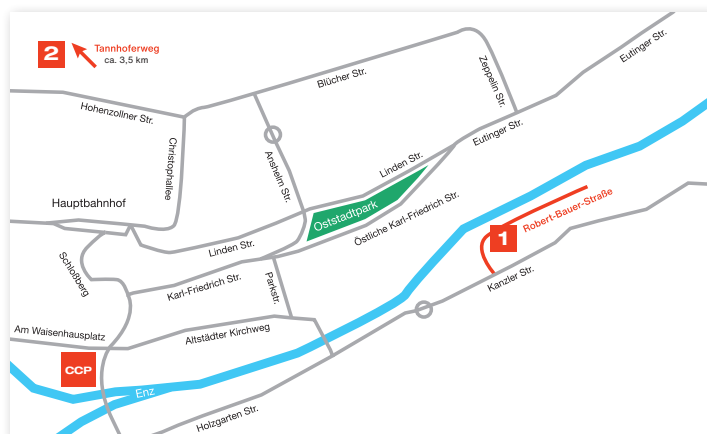 2
Tannhoferweg
ca. 3,5 km
Eutinger Str.
Blücher Str.
Zeppelin Str.
Hohenzollner Str.
Eutinger Str.
Christophallee
Anshelm Str.
Linden Str.
Hauptbahnhof
Oststadtpark
Robert-Bauer-Straße
1
Östliche Karl-Friedrich Str.
Linden Str.
Schloßberg
Karl-Friedrich Str.
Parkstr.
Kanzler Str.
Am Waisenhausplatz
Altstädter Kirchweg
CCP
Enz
Holzgarten Str.